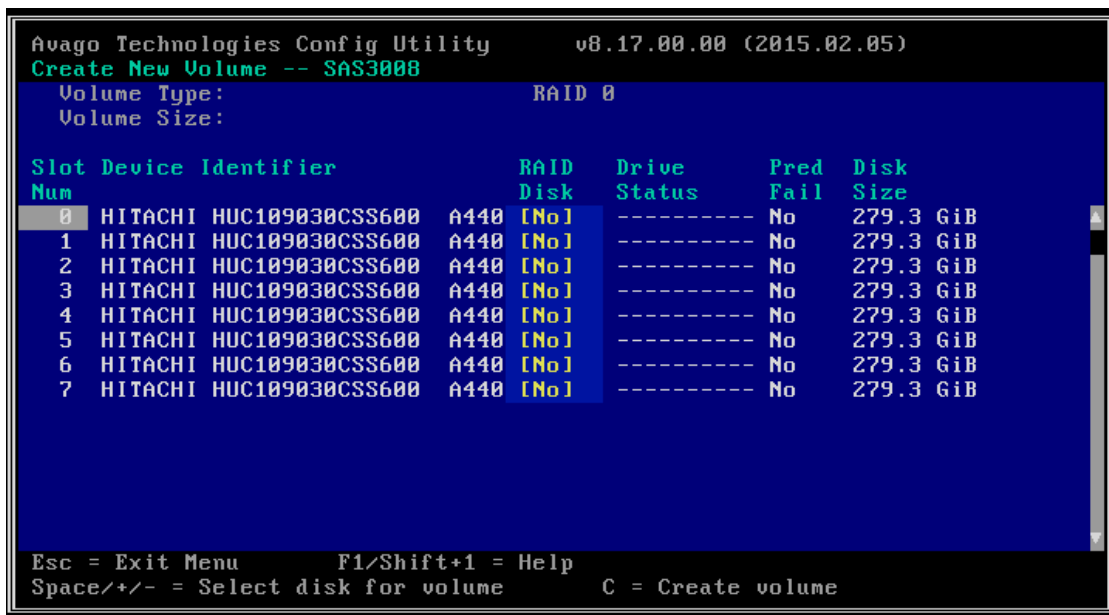 Avago Technologies Config Utility v8.17.00.00 (2015.02.05)
Create New Volume -- SAS3008
Volume Type: RAID 0
Volume Size:
Slot Device Identifier RAID Drive Pred Disk
Num Disk Status Fail Size
0 HITACHI HUC109030CSS600 A440 [No] ---------- No 279.3 GiB
1 HITACHI HUC109030CSS600 A440 [No] ---------- No 279.3 GiB
2 HITACHI HUC109030CSS600 A440 [No] ---------- No 279.3 GiB
3 HITACHI HUC109030CSS600 A440 [No] ---------- No 279.3 GiB
4 HITACHI HUC109030CSS600 A440 [No] ---------- No 279.3 GiB
5 HITACHI HUC109030CSS600 A440 [No] ---------- No 279.3 GiB
6 HITACHI HUC109030CSS600 A440 [No] ---------- No 279.3 GiB
7 HITACHI HUC109030CSS600 A440 [No] ---------- No 279.3 GiB
Esc = Exit Menu F1/Shift+1 = Help
Space/+/- = Select disk for volume C = Create volume